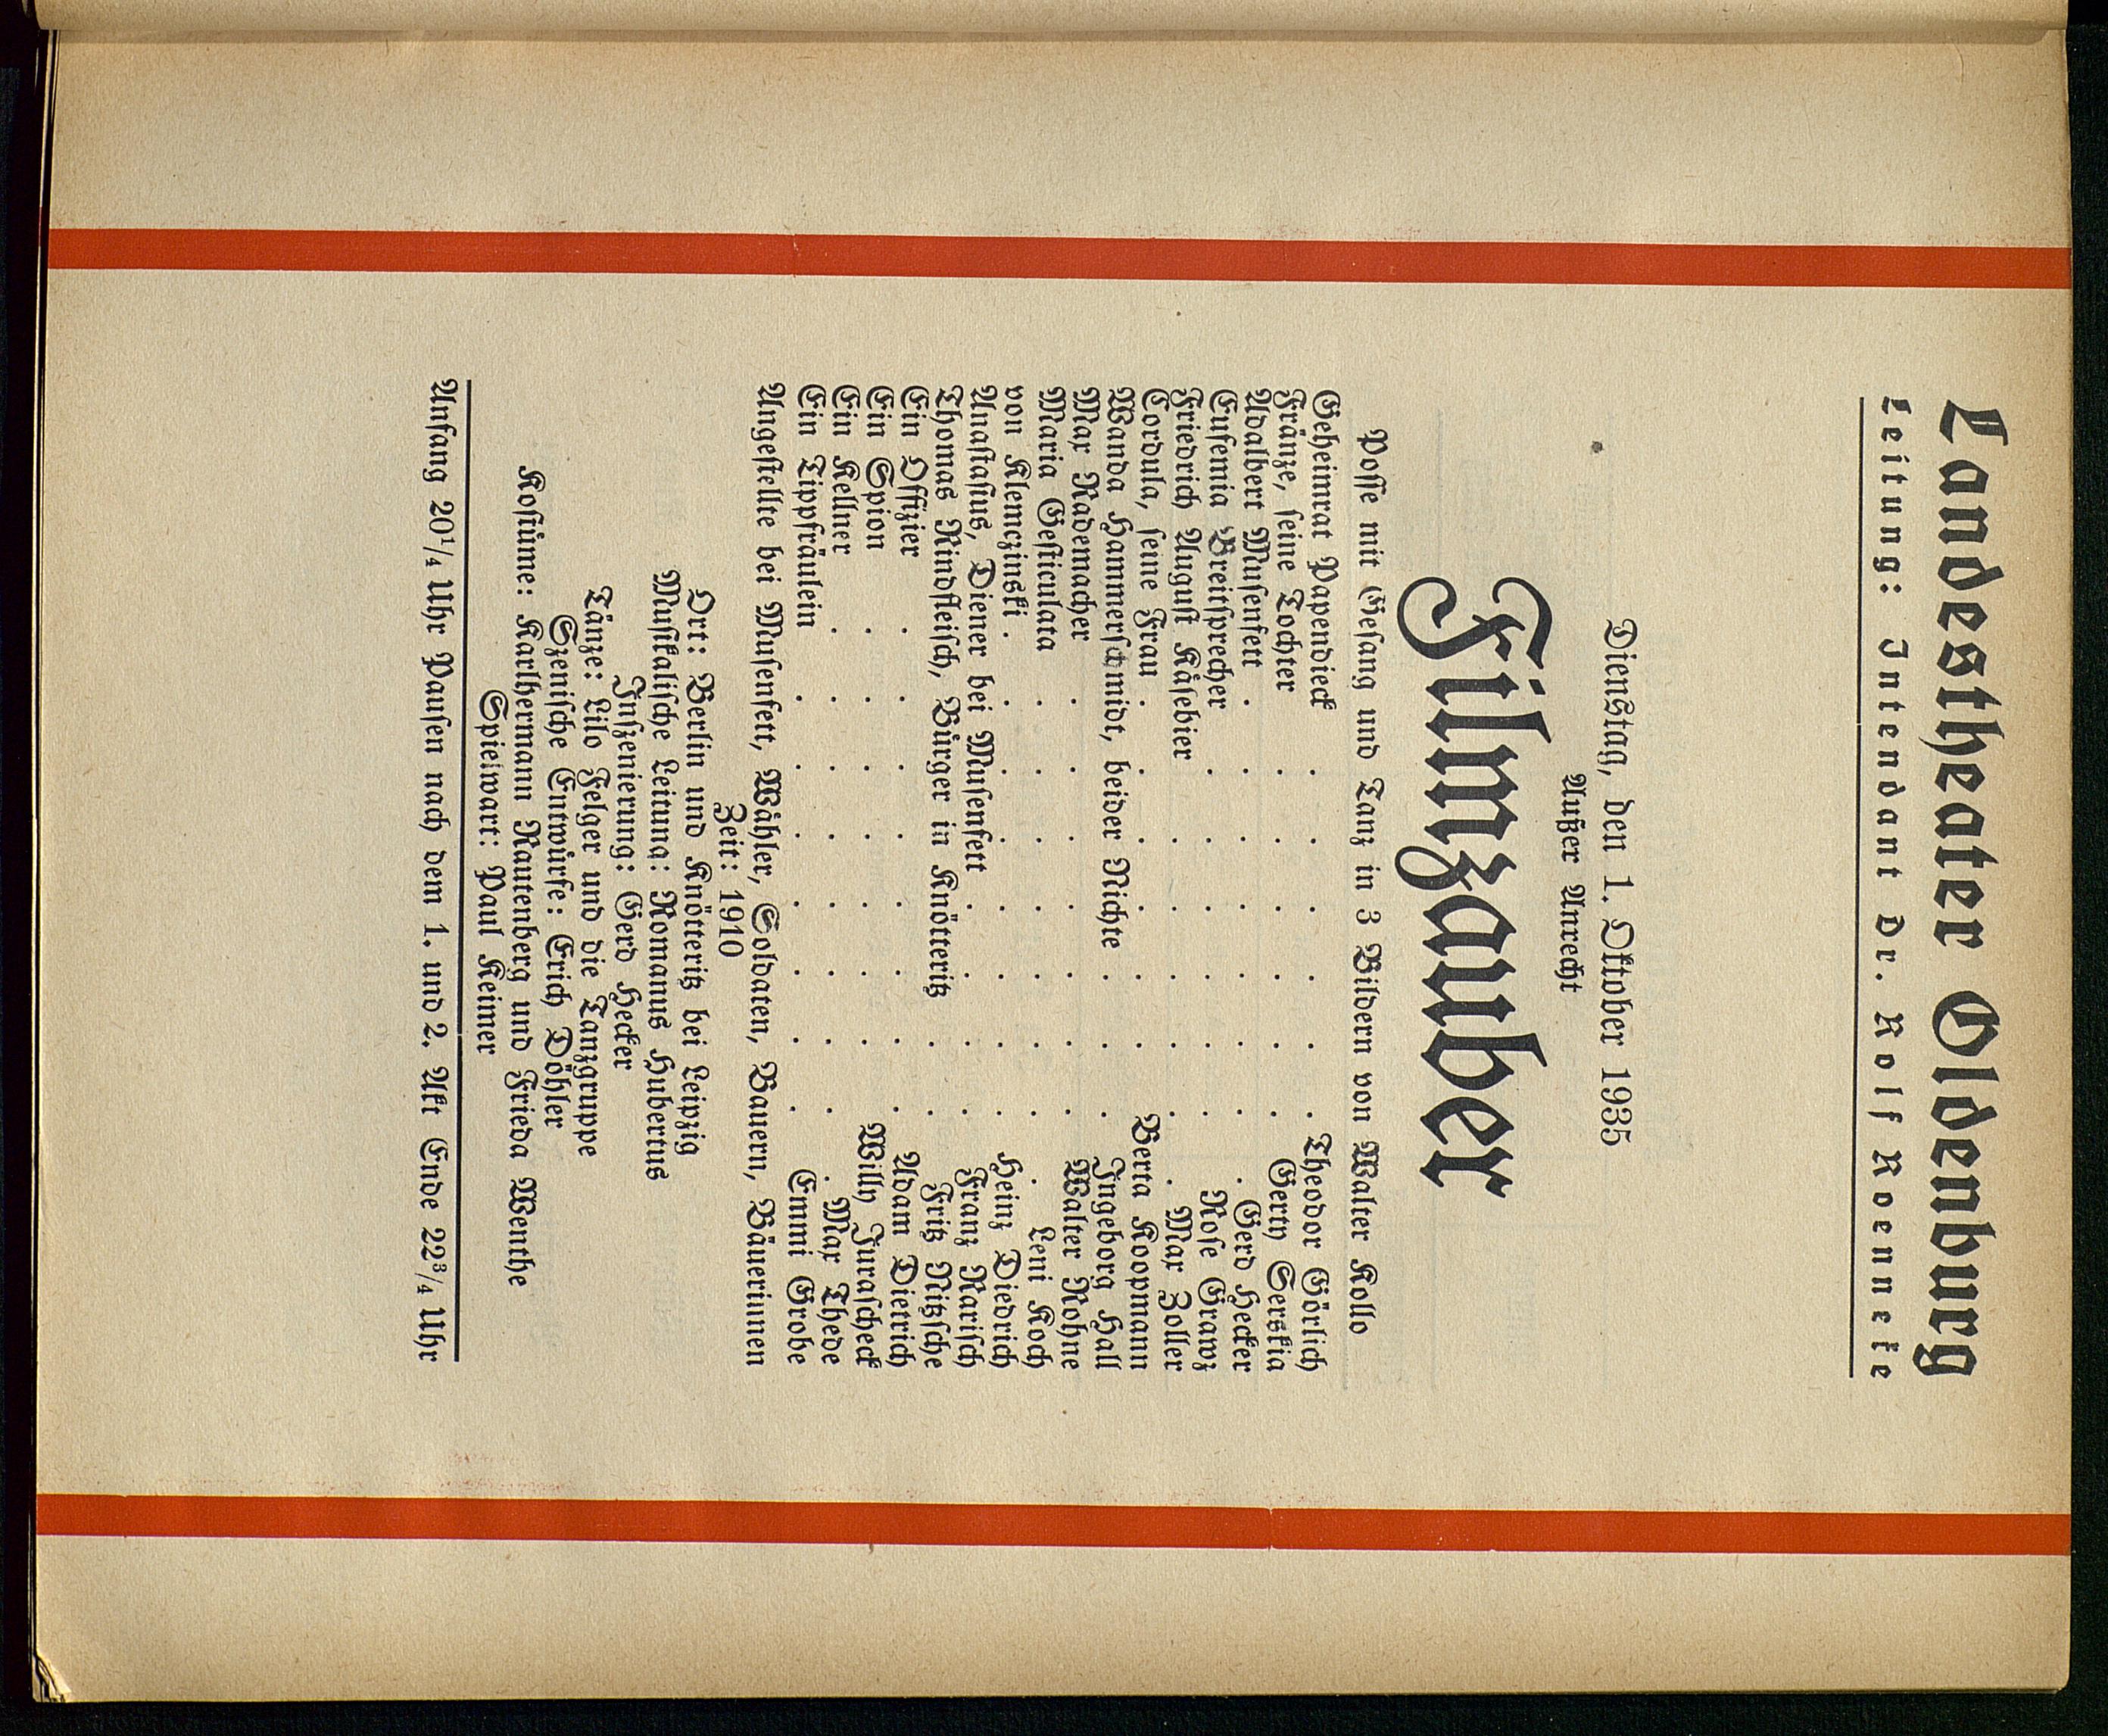 Landestheater Oldenburg
Leitung: Intendant Dr. Rolf Roenneke
Dienstag, den 1. Oktober 1935
Außer Anrecht
Filmzauber
Posse mit Gesang und Tanz in 3 Bildern von Walter Kollo
Geheimrat Papendieck . . . . . . Theodor Görlich
Fränze, seine Tochter . . . . . . Gerty Serskia
Adalbert Musenfett . . . . . . . . Gerd Hecker
Eufemia Breitsprecher . . . . . . Rose Grawz
Friedrich August Käsebier . . . . . . Max Zoller
Cordula, seine Frau . . . . . . Berta Koopmann
Wanda Hammerschmidt, beider Nichte . . . Ingeborg Hall
Max Rademacher . . . . . . . Walter Rohne
Maria Gesticulata . . . . . . . . Leni Koch
von Klemczinski . . . . . . . . Heinz Diedrich
Anastasius, Diener bei Musenfett . . . . Franz Marisch
Thomas Rindfleisch, Bürger in Knötteritz . . Fritz Nitzsche
Ein Offizier . . . . . . . . Adam Dietrich
Ein Spion . . . . . . . . Willy Jurascheck
Ein Kellner . . . . . . . . . Max Thede
Ein Tippfräulein . . . . . . . Emmi Grobe
Angestellte bei Musenfett, Wähler, Soldaten, Bauern, Bäuerinnen
Zeit: 1910
Ort: Berlin und Knötteritz bei Leipzig
Musikalische Leitung: Romanus Hubertus
Inszenierung: Gerd Hecker
Tänze: Lilo Felger und die Tanzgruppe
Szenische Entwürfe: Erich Döhler
Kostüme: Karlhermann Rautenberg und Frieda Wenthe
Spielwart: Paul Keimer
Anfang 20¹/₄ Uhr Pausen nach dem 1. und 2. Akt Ende 22³/₄ Uhr